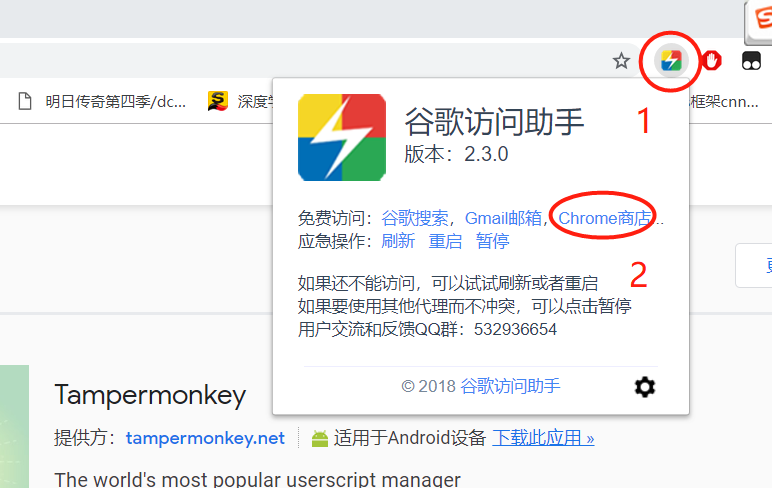 明日传奇第四季/dc...
深度学
框架cnn...
谷歌访问助手
1
版本：2.3.0
免费访问：谷歌搜索，Gmail邮箱，Chrome商店...
应急操作：刷新 重启 暂停
2
如果还不能访问，可以试试刷新或者重启
如果要使用其他代理而不冲突，可以点击暂停
用户交流和反馈QQ群：532936654
© 2018 谷歌访问助手
Tampermonkey
提供方：tampermonkey.net 适用于Android设备 下载此应用 »
The world's most popular userscript manager